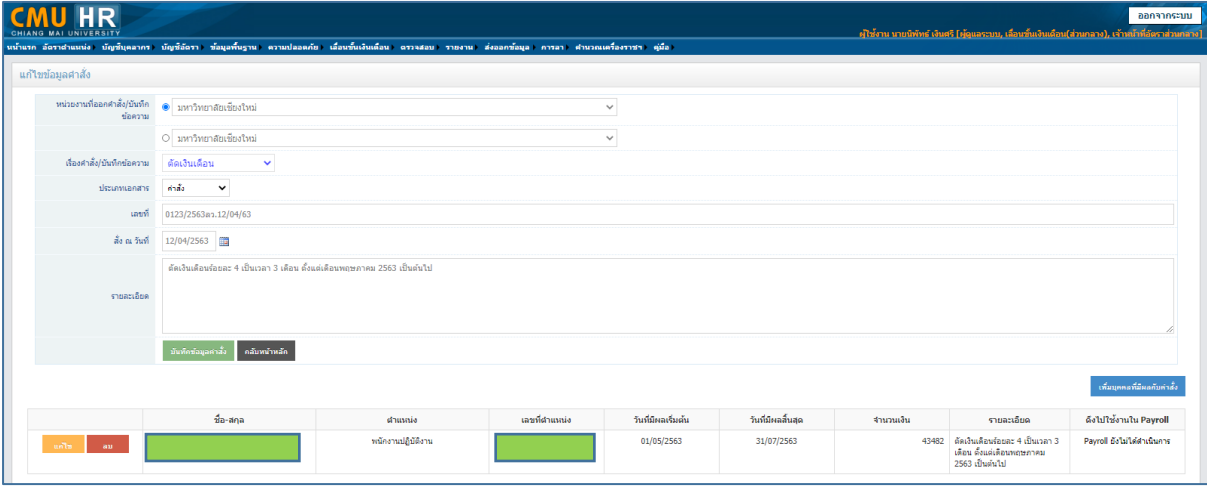 CMU HR
CHIANG MAI UNIVERSITY
ออกจากระบบ
หน้าแรก อัตราตำแหน่ง บัญชีบุคลากร บัญชีอัตรา ข้อมูลพื้นฐาน ความปลอดภัย เลื่อนขั้นเงินเดือน ตรวจสอบ รายงาน ส่งออกข้อมูล การลา คำนวณเครื่องราชฯ คู่มือ
ผู้ใช้งาน นายนิพัทธ์ เงินศรี [ผู้ดูแลระบบ, เลื่อนขั้นเงินเดือน(ส่วนกลาง), เจ้าหน้าที่อัตราส่วนกลาง]
แก้ไขข้อมูลคำสั่ง
หน่วยงานที่ออกคำสั่ง/บันทึก
ข้อความ
มหาวิทยาลัยเชียงใหม่
มหาวิทยาลัยเชียงใหม่
เรื่องคำสั่ง/บันทึกข้อความ ตัดเงินเดือน
ประเภทเอกสาร คำสั่ง
เลขที่ 0123/2563ลว.12/04/63
สั่ง ณ วันที่ 12/04/2563
รายละเอียด
ตัดเงินเดือนร้อยละ 4 เป็นเวลา 3 เดือน ตั้งแต่เดือนพฤษภาคม 2563 เป็นต้นไป
บันทึกข้อมูลคำสั่ง กลับหน้าหลัก
เพิ่มบุคคลที่มีผลกับคำสั่ง
ชื่อ-สกุล ตำแหน่ง เลขที่ตำแหน่ง วันที่มีผลเริ่มต้น วันที่มีผลสิ้นสุด จำนวนเงิน รายละเอียด ดึงไปใช้งานใน Payroll
แก้ไข ลบ พนักงานปฏิบัติงาน 01/05/2563 31/07/2563 43482 ตัดเงินเดือนร้อยละ 4 เป็นเวลา 3
เดือน ตั้งแต่เดือนพฤษภาคม
2563 เป็นต้นไป
Payroll ยังไม่ได้ดำเนินการ